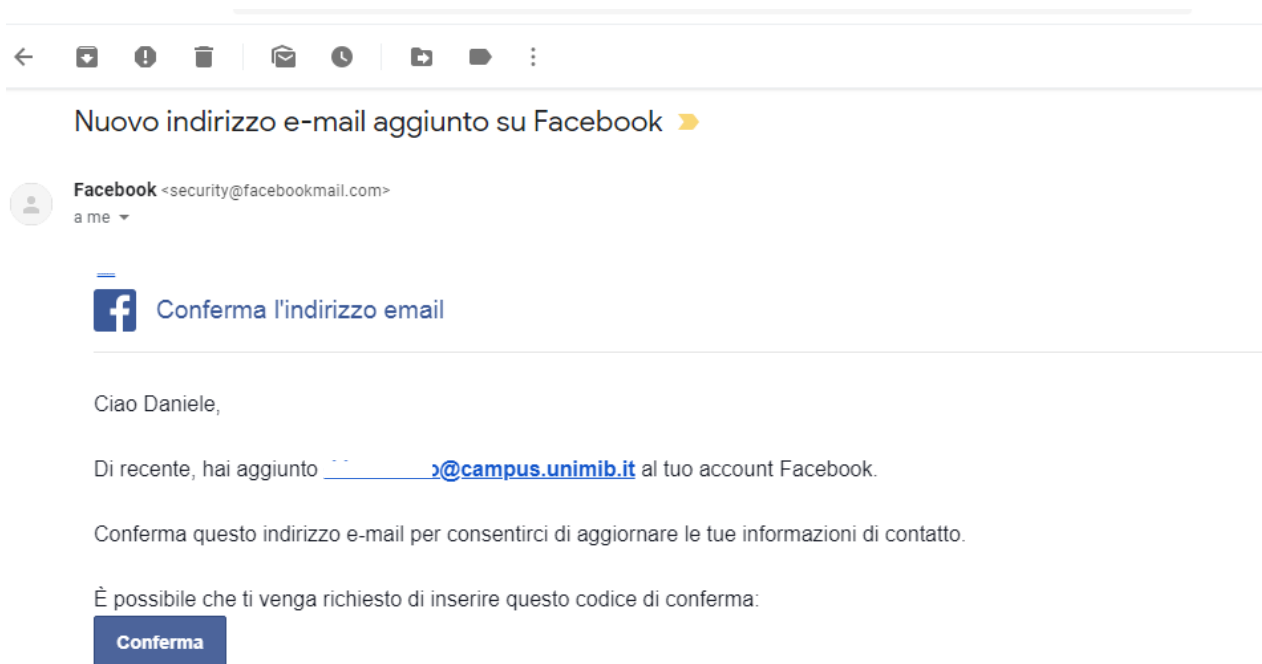 Nuovo indirizzo e-mail aggiunto su Facebook
Facebook <security@facebookmail.com>
a me
Conferma l'indirizzo email
Ciao Daniele,
Di recente, hai aggiunto @campus.unimib.it al tuo account Facebook.
Conferma questo indirizzo e-mail per consentirci di aggiornare le tue informazioni di contatto.
È possibile che ti venga richiesto di inserire questo codice di conferma:
Conferma